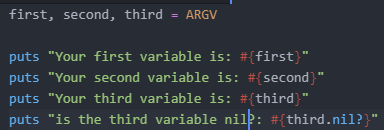 first, second, third = ARGV
puts "Your first variable is: #{first}"
puts "Your second variable is: #{second}"
puts "Your third variable is: #{third}"
puts "is the third variable nil?: #{third.nil?}"